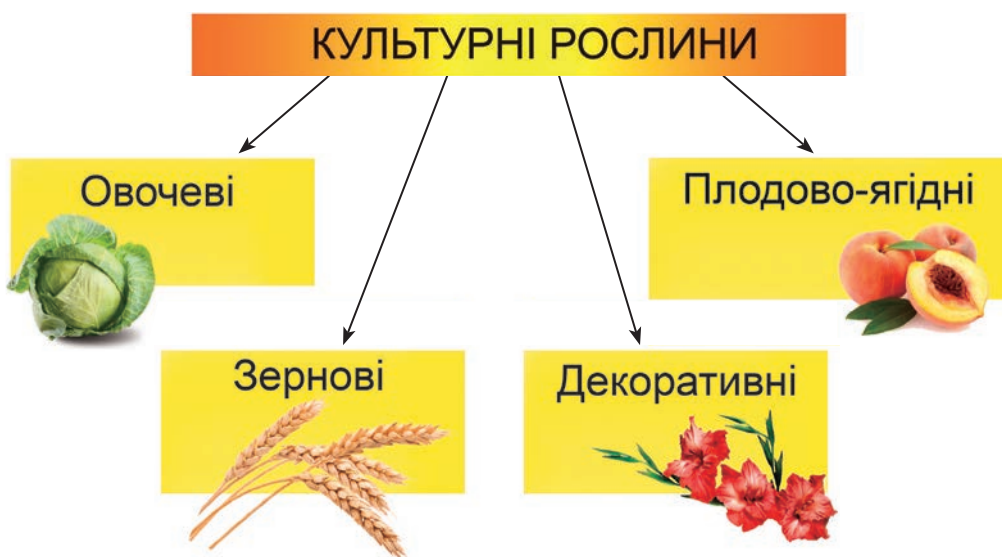 КУЛЬТУРНІ РОСЛИНИ
Овочеві
Плодово-ягідні
Зернові
Декоративні